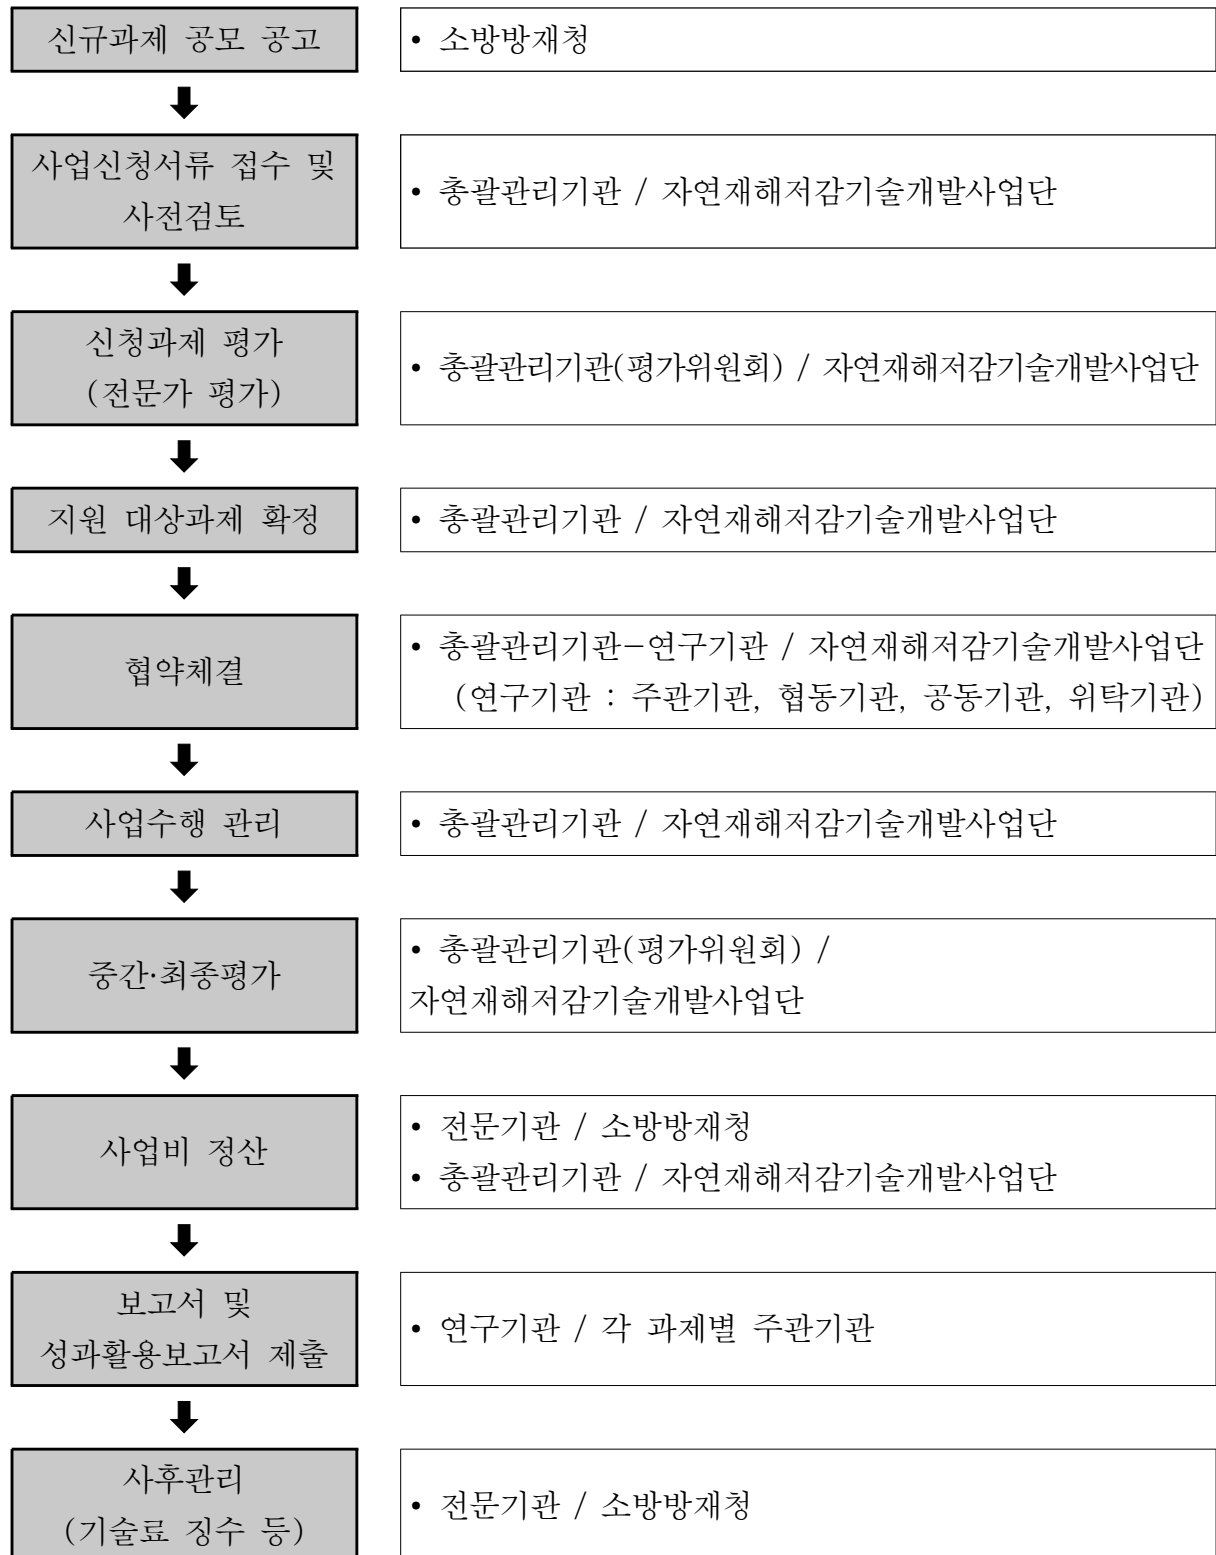 신규과제 공모 공고
• 소방방재청
사업신청서류 접수 및
사전검토
• 총괄관리기관 / 자연재해저감기술개발사업단
신청과제 평가
(전문가 평가)
• 총괄관리기관(평가위원회) / 자연재해저감기술개발사업단
지원 대상과제 확정
• 총괄관리기관 / 자연재해저감기술개발사업단
협약체결
• 총괄관리기관-연구기관 / 자연재해저감기술개발사업단
(연구기관 : 주관기관, 협동기관, 공동기관, 위탁기관)
사업수행 관리
• 총괄관리기관 / 자연재해저감기술개발사업단
중간·최종평가
• 총괄관리기관(평가위원회) /
자연재해저감기술개발사업단
사업비 정산
• 전문기관 / 소방방재청
• 총괄관리기관 / 자연재해저감기술개발사업단
보고서 및
성과활용보고서 제출
• 연구기관 / 각 과제별 주관기관
사후관리
(기술료 징수 등)
• 전문기관 / 소방방재청